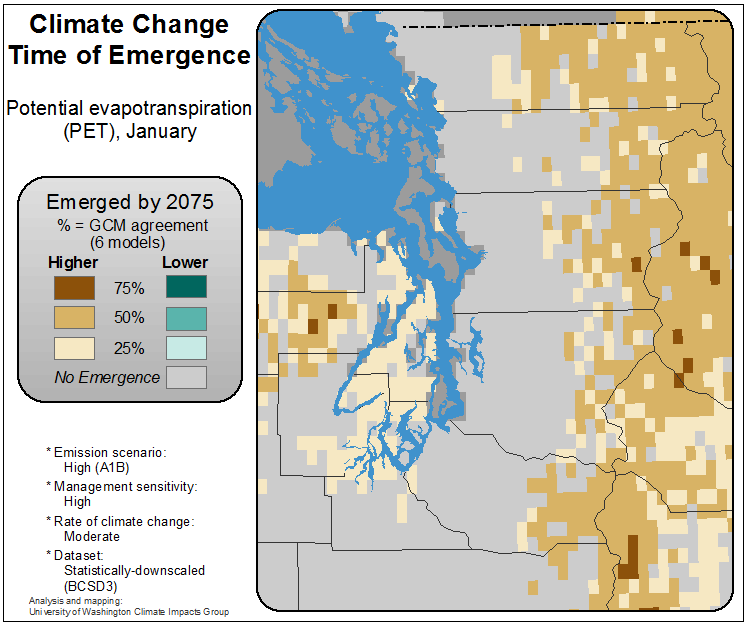 Climate Change
Time of Emergence
Potential evapotranspiration
(PET), January
Emerged by 2075
% = GCM agreement
(6 models)
Higher Lower
75%
50%
25%
No Emergence
* Emission scenario:
High (A1B)
* Management sensitivity:
High
* Rate of climate change:
Moderate
* Dataset:
Statistically-downscaled
(BCSD3)
Analysis and mapping:
University of Washington Climate Impacts Group